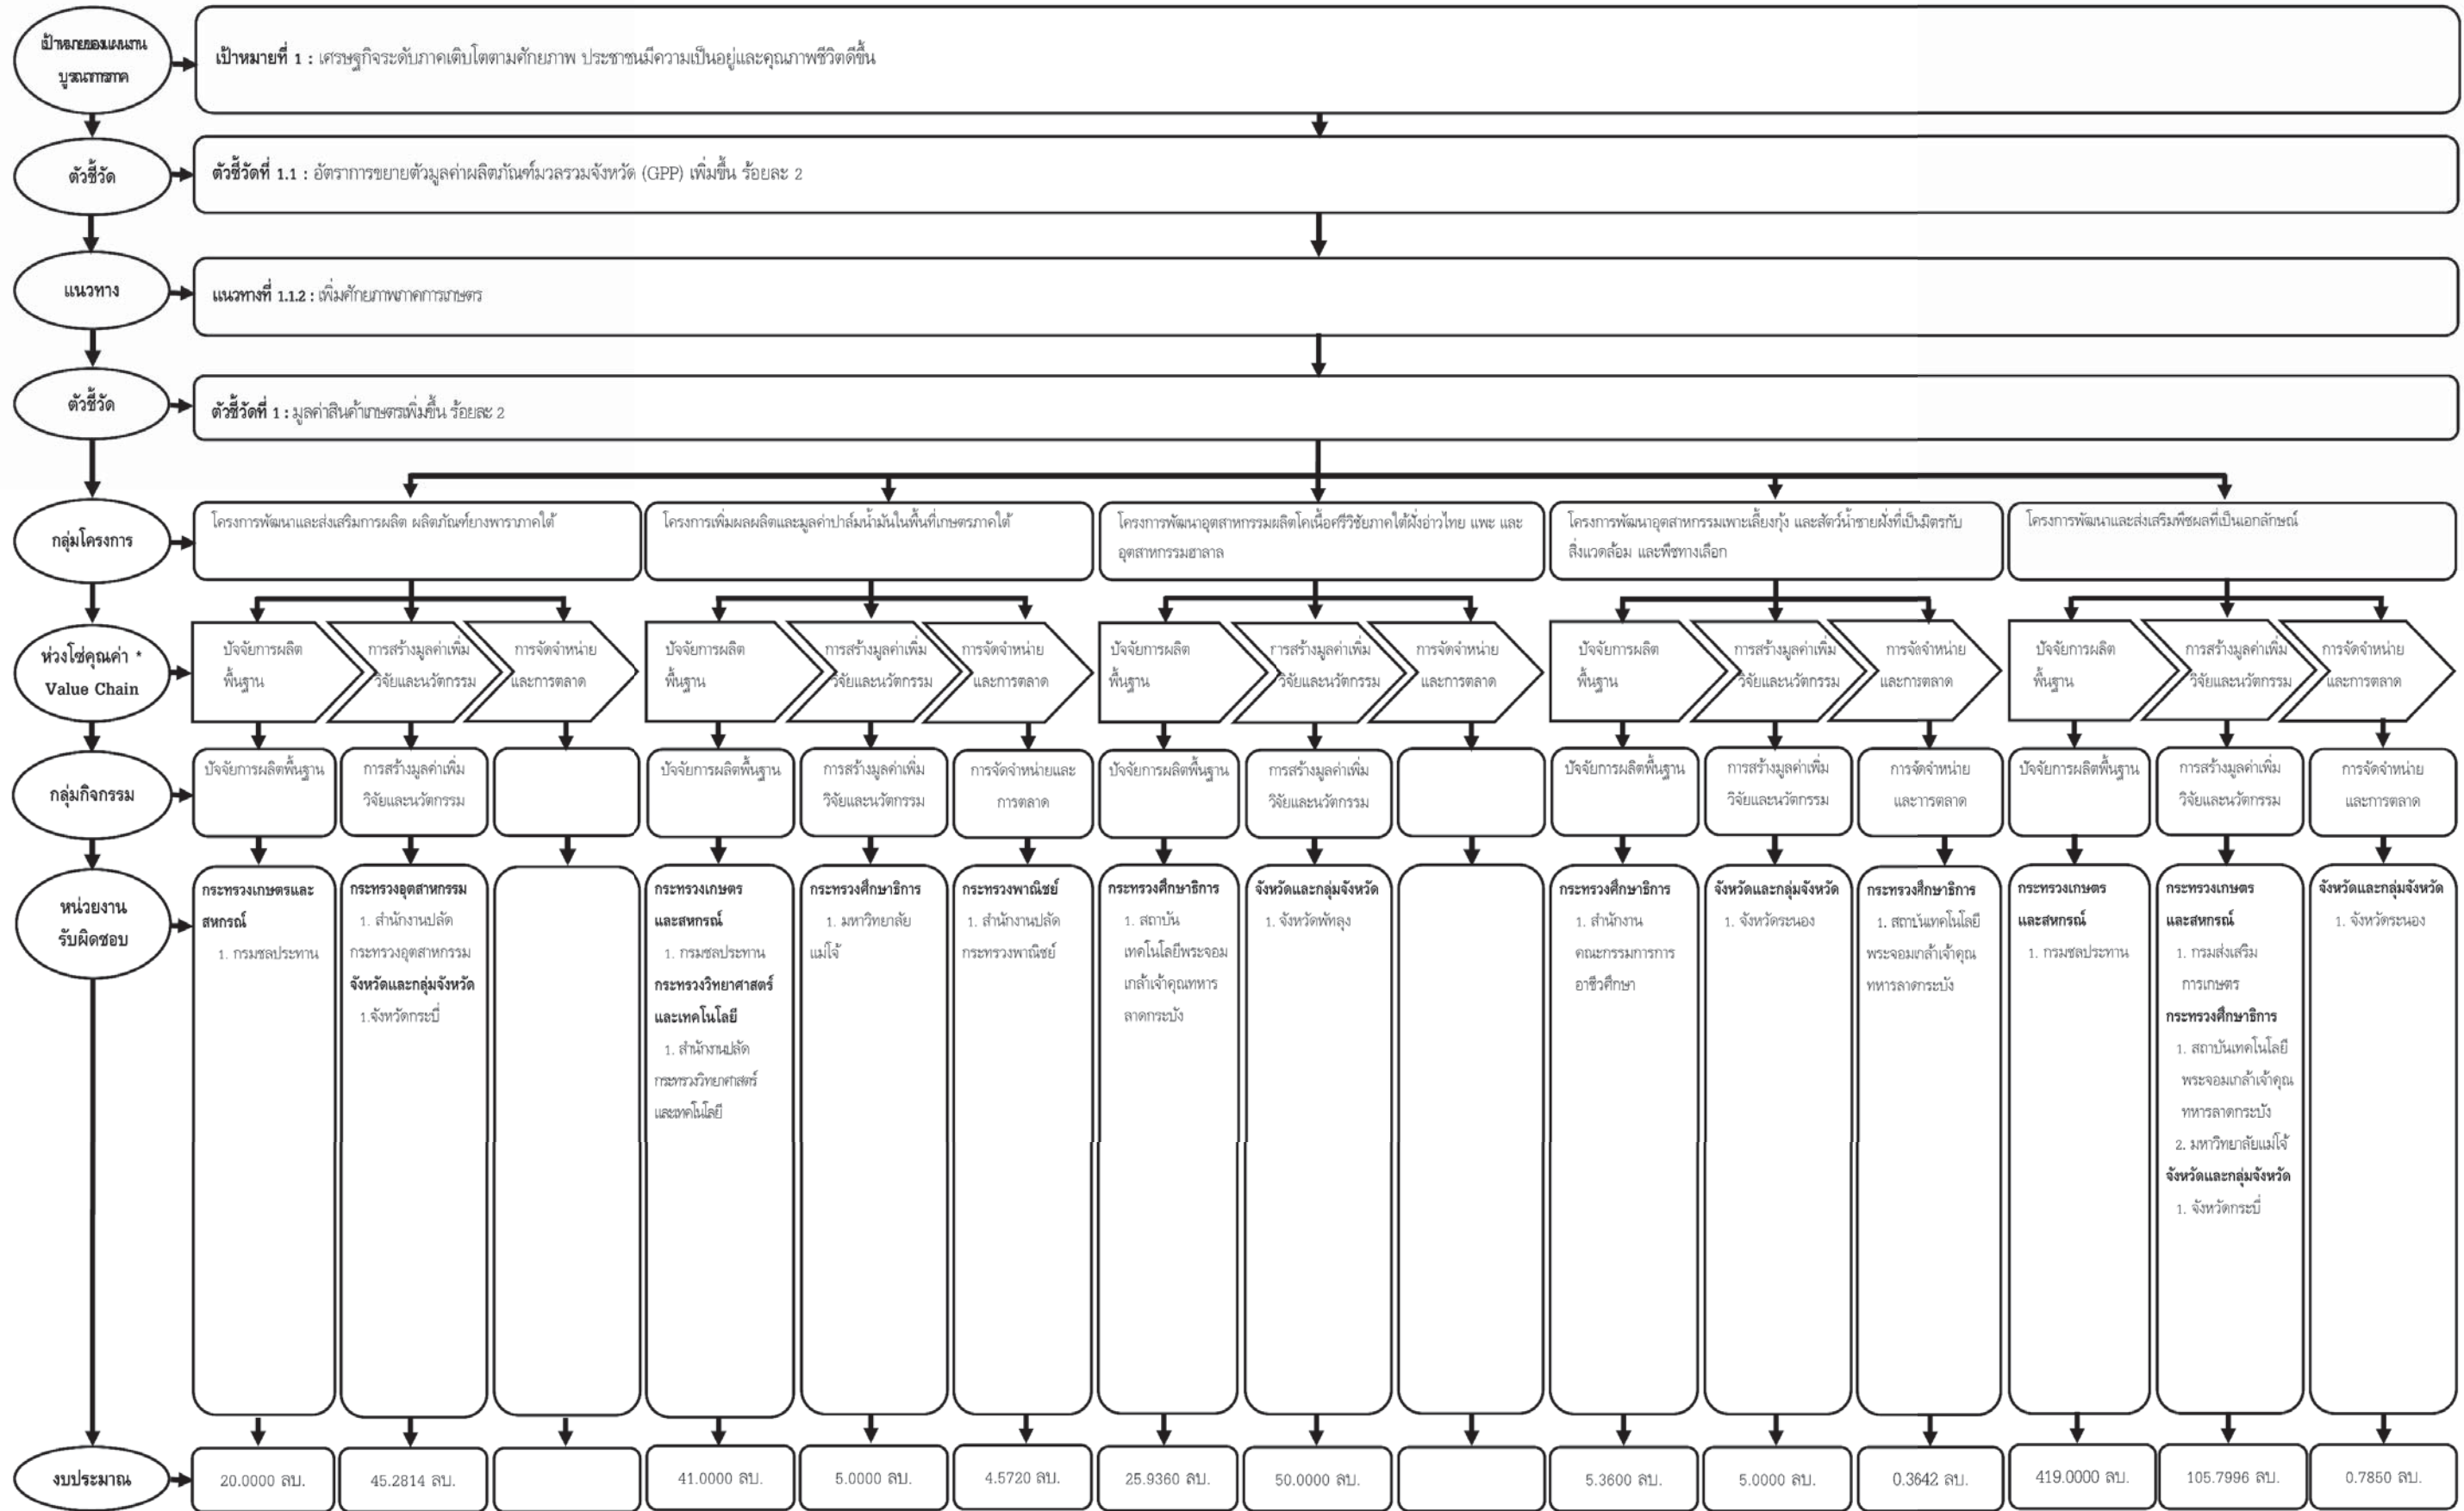 เป้าหมายของแผนงาน
บูรณาการภาค
เป้าหมายที่ 1 : เศรษฐกิจระดับภาคเติบโตตามศักยภาพ ประชาชนมีความเป็นอยู่และคุณภาพชีวิตดีขึ้น
ตัวชี้วัด
ตัวชี้วัดที่ 1.1 : อัตราการขยายตัวมูลค่าผลิตภัณฑ์มวลรวมจังหวัด (GPP) เพิ่มขึ้น ร้อยละ 2
แนวทาง
แนวทางที่ 1.1.2 : เพิ่มศักยภาพภาคการเกษตร
ตัวชี้วัด
ตัวชี้วัดที่ 1 : มูลค่าสินค้าเกษตรเพิ่มขึ้น ร้อยละ 2
กลุ่มโครงการ
โครงการพัฒนาและส่งเสริมการผลิต ผลิตภัณฑ์ยางพาราภาคใต้
โครงการเพิ่มผลผลิตและมูลค่าปาล์มน้ำมันในพื้นที่เกษตรภาคใต้
โครงการพัฒนาอุตสาหกรรมผลิตโคเนื้อศรีวิชัยภาคใต้ฝั่งอ่าวไทย แพะ และ
อุตสาหกรรมฮาลาล
โครงการพัฒนาอุตสาหกรรมเพาะเลี้ยงกุ้ง และสัตว์น้ำชายฝั่งที่เป็นมิตรกับ
สิ่งแวดล้อม และพืชทางเลือก
โครงการพัฒนาและส่งเสริมพืชผลที่เป็นเอกลักษณ์
ห่วงโซ่คุณค่า *
Value Chain
ปัจจัยการผลิต
พื้นฐาน
การสร้างมูลค่าเพิ่ม
วิจัยและนวัตกรรม
การจัดจำหน่าย
และการตลาด
ปัจจัยการผลิต
พื้นฐาน
การสร้างมูลค่าเพิ่ม
วิจัยและนวัตกรรม
การจัดจำหน่าย
และการตลาด
ปัจจัยการผลิต
พื้นฐาน
การสร้างมูลค่าเพิ่ม
วิจัยและนวัตกรรม
การจัดจำหน่าย
และการตลาด
ปัจจัยการผลิต
พื้นฐาน
การสร้างมูลค่าเพิ่ม
วิจัยและนวัตกรรม
การจัดจำหน่าย
และการตลาด
ปัจจัยการผลิต
พื้นฐาน
การสร้างมูลค่าเพิ่ม
วิจัยและนวัตกรรม
การจัดจำหน่าย
และการตลาด
กลุ่มกิจกรรม
ปัจจัยการผลิตพื้นฐาน
การสร้างมูลค่าเพิ่ม
วิจัยและนวัตกรรม
ปัจจัยการผลิตพื้นฐาน
การสร้างมูลค่าเพิ่ม
วิจัยและนวัตกรรม
การจัดจำหน่ายและ
การตลาด
ปัจจัยการผลิตพื้นฐาน
การสร้างมูลค่าเพิ่ม
วิจัยและนวัตกรรม
ปัจจัยการผลิตพื้นฐาน
การสร้างมูลค่าเพิ่ม
วิจัยและนวัตกรรม
การจัดจำหน่าย
และการตลาด
ปัจจัยการผลิตพื้นฐาน
การสร้างมูลค่าเพิ่ม
วิจัยและนวัตกรรม
การจัดจำหน่าย
และการตลาด
หน่วยงาน
รับผิดชอบ
กระทรวงเกษตรและ
สหกรณ์
1. กรมชลประทาน
กระทรวงอุตสาหกรรม
1. สำนักงานปลัด
กระทรวงอุตสาหกรรม
จังหวัดและกลุ่มจังหวัด
1.จังหวัดกระบี่
กระทรวงเกษตร
และสหกรณ์
1. กรมชลประทาน
กระทรวงวิทยาศาสตร์
และเทคโนโลยี
1. สำนักงานปลัด
กระทรวงวิทยาศาสตร์
และเทคโนโลยี
กระทรวงศึกษาธิการ
1. มหาวิทยาลัย
แม่โจ้
กระทรวงพาณิชย์
1. สำนักงานปลัด
กระทรวงพาณิชย์
กระทรวงศึกษาธิการ
1. สถาบัน
เทคโนโลยีพระจอม
เกล้าเจ้าคุณทหาร
ลาดกระบัง
จังหวัดและกลุ่มจังหวัด
1. จังหวัดพัทลุง
กระทรวงศึกษาธิการ
1. สำนักงาน
คณะกรรมการการ
อาชีวศึกษา
จังหวัดและกลุ่มจังหวัด
1. จังหวัดระนอง
กระทรวงศึกษาธิการ
1. สถาบันเทคโนโลยี
พระจอมเกล้าเจ้าคุณ
ทหารลาดกระบัง
กระทรวงเกษตร
และสหกรณ์
1. กรมชลประทาน
กระทรวงเกษตร
และสหกรณ์
1. กรมส่งเสริม
การเกษตร
กระทรวงศึกษาธิการ
1. สถาบันเทคโนโลยี
พระจอมเกล้าเจ้าคุณ
ทหารลาดกระบัง
2. มหาวิทยาลัยแม่โจ้
จังหวัดและกลุ่มจังหวัด
1. จังหวัดกระบี่
จังหวัดและกลุ่มจังหวัด
1. จังหวัดระนอง
งบประมาณ
20.0000 ลบ.
45.2814 ลบ.
41.0000 ลบ.
5.0000 ลบ.
4.5720 ลบ.
25.9360 ลบ.
50.0000 ลบ.
5.3600 ลบ.
5.0000 ลบ.
0.3642 ลบ.
419.0000 ลบ.
105.7996 ลบ.
0.7850 ลบ.